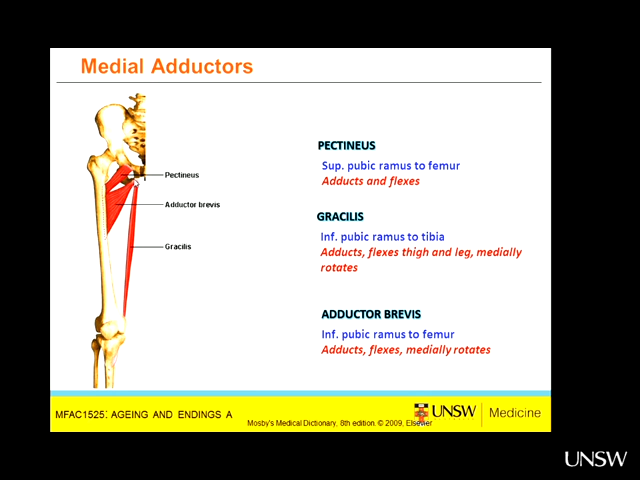 Medial Adductors
Pectineus
Adductor brevis
Gracilis
PECTINEUS
Sup. pubic ramus to femur
Adducts and flexes
GRACILIS
Inf. pubic ramus to tibia
Adducts, flexes thigh and leg, medially
rotates
ADDUCTOR BREVIS
Inf. pubic ramus to femur
Adducts, flexes, medially rotates
MFAC1525: AGEING AND ENDINGS A
Mosby's Medical Dictionary, 8th edition. © 2009, Elsevier
UNSW Medicine
UNSW